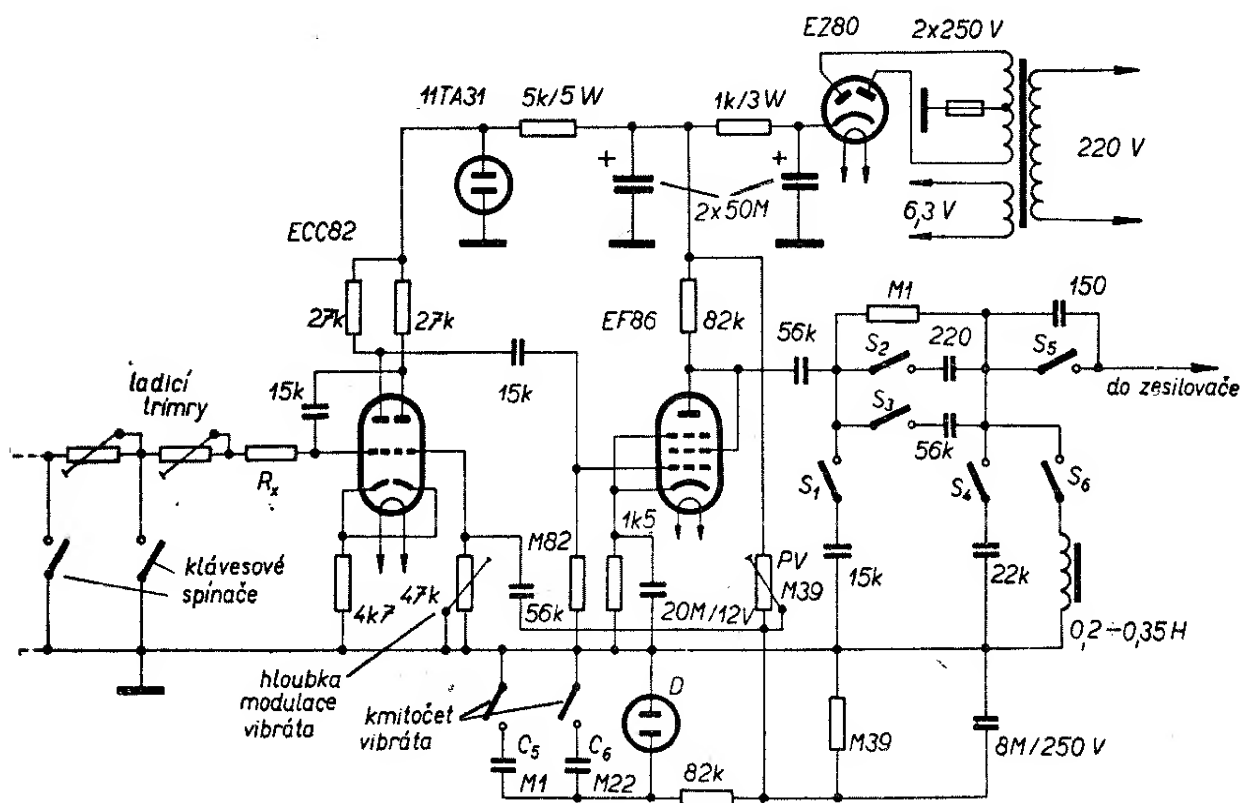 EZ80
2x250 V
11TA31
5k/5 W
1k/3 W
+
+
220 V
2x50M
6,3 V
ECC82
27k
27k
EF86
82k
M1
150
56k
S2
220
S5
15k
15k
do zesilovače
ladicí
trimry
S3
56k
Rx
S1
S4
S6
1k5
M82
klávesové
spínače
PV
M39
15k
22k
4k7
47k
56k
20M/12V
0,2÷0,35H
hloubka
modulace
vibráta
kmitočet
vibráta
D
C5
C6
M39
8M/250 V
M1
M22
82k